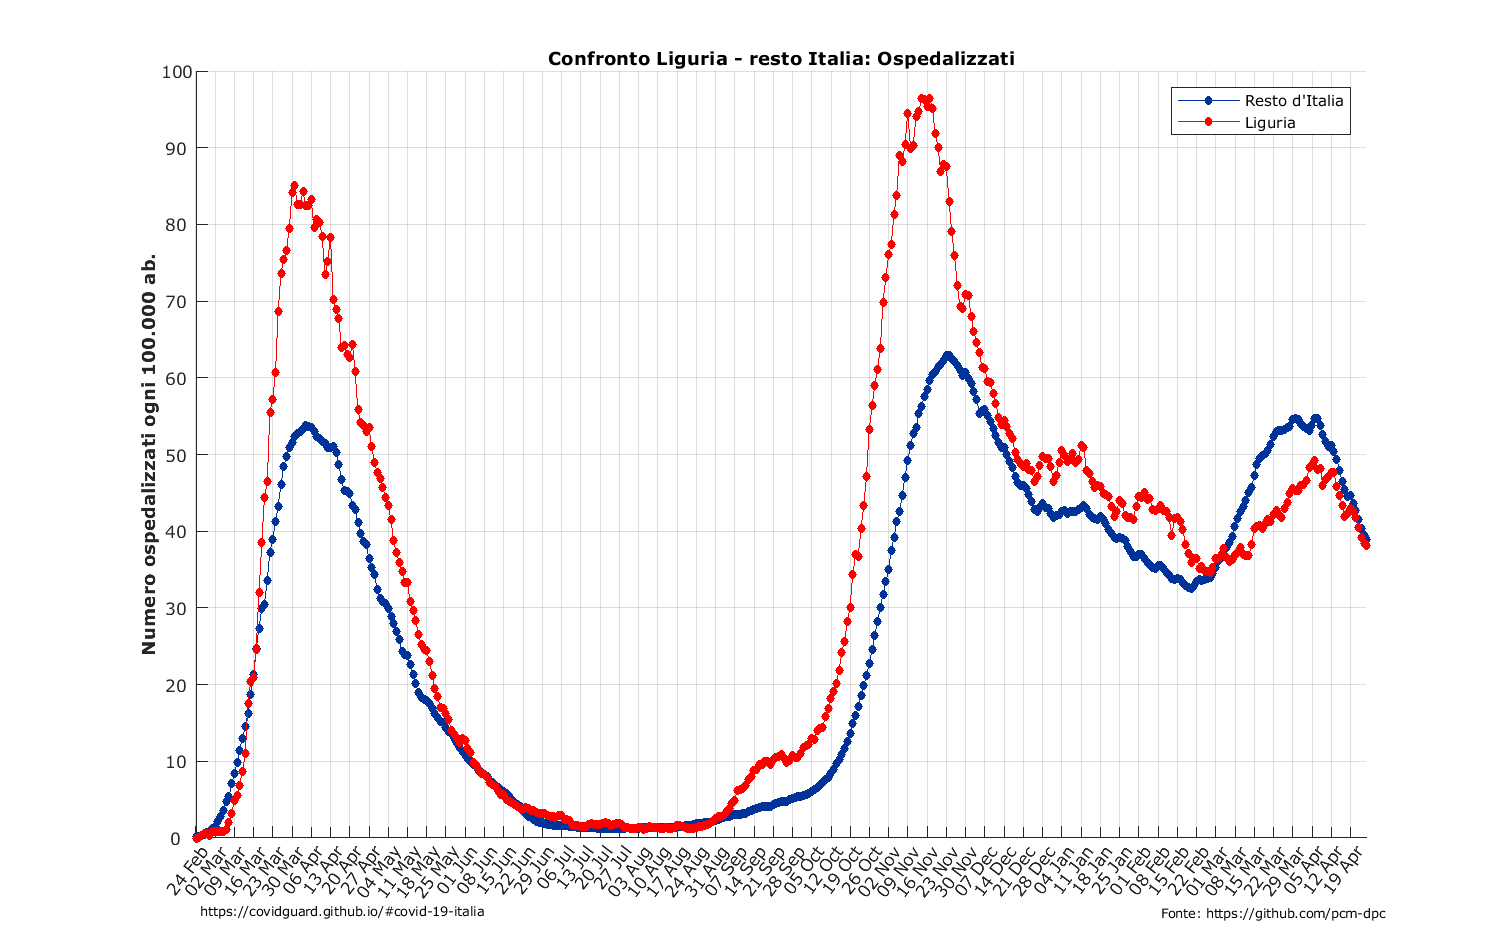 Confronto Liguria - resto Italia: Ospedalizzati
Resto d'Italia
Liguria
Numero ospedalizzati ogni 100.000 ab.
100
90
80
70
60
50
40
30
20
10
0
24 Feb
02 Mar
09 Mar
16 Mar
23 Mar
30 Mar
06 Apr
13 Apr
20 Apr
27 Apr
04 May
11 May
18 May
25 May
01 Jun
08 Jun
15 Jun
22 Jun
29 Jun
06 Jul
13 Jul
20 Jul
27 Jul
03 Aug
10 Aug
17 Aug
24 Aug
31 Aug
07 Sep
14 Sep
21 Sep
28 Sep
05 Oct
12 Oct
19 Oct
26 Oct
02 Nov
09 Nov
16 Nov
23 Nov
30 Nov
07 Dec
14 Dec
21 Dec
28 Dec
04 Jan
11 Jan
18 Jan
25 Jan
01 Feb
08 Feb
15 Feb
22 Feb
01 Mar
08 Mar
15 Mar
22 Mar
29 Mar
05 Apr
12 Apr
19 Apr
https://covidguard.github.io/#covid-19-italia
Fonte: https://github.com/pcm-dpc